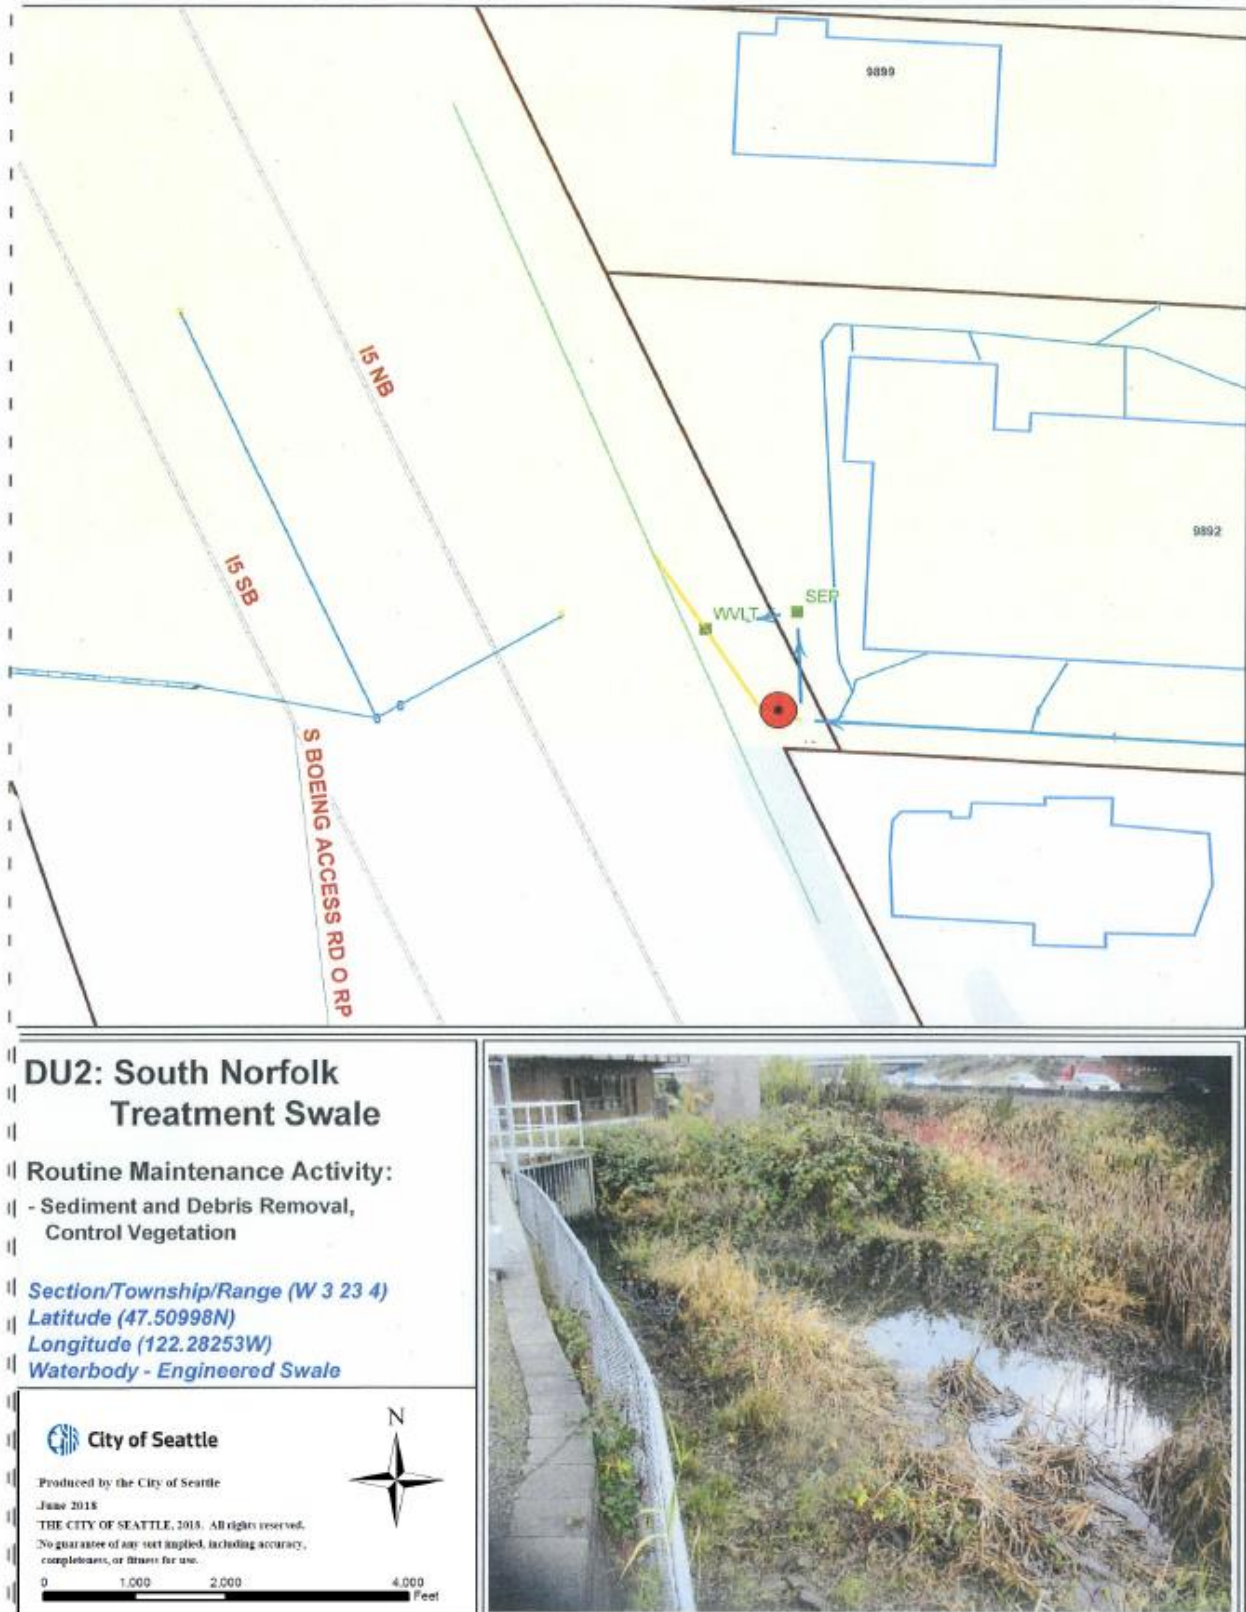 9899
I5 NB
9892
I5 SB
SEP
WVLT
S BOEING ACCESS RD O RP
DU2: South Norfolk
Treatment Swale
Routine Maintenance Activity:
- Sediment and Debris Removal,
Control Vegetation
Section/Township/Range (W 3 23 4)
Latitude (47.50998N)
Longitude (122.28253W)
Waterbody - Engineered Swale
N
City of Seattle
Produced by the City of Seattle
June 2018
THE CITY OF SEATTLE, 2018. All rights reserved.
No guarantee of any sort implied, including accuracy,
completeness, or fitness for use.
0 1,000 2,000 4,000
Feet